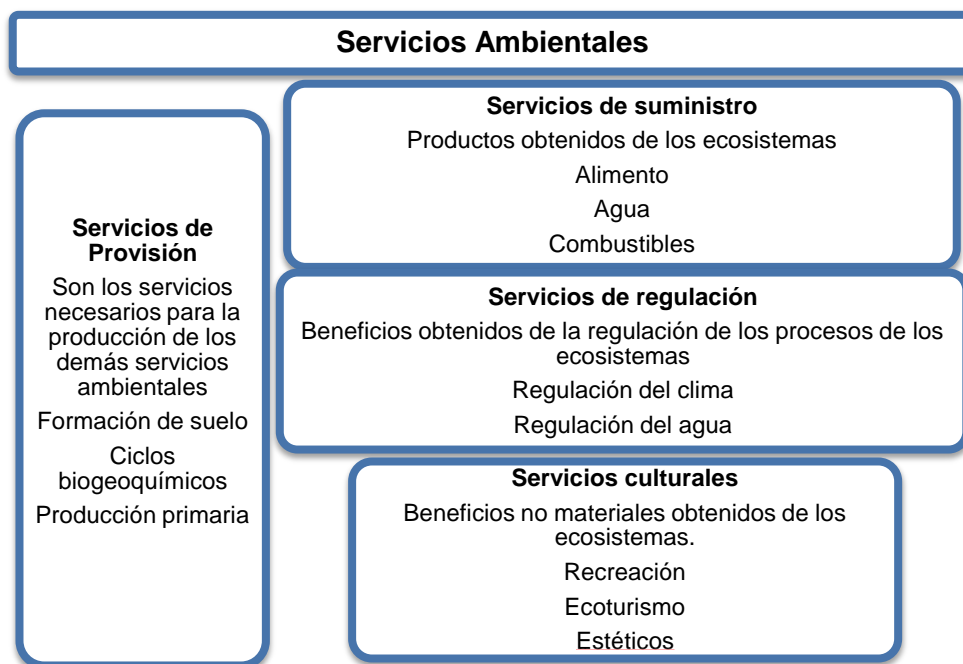 Servicios Ambientales
Servicios de
Provisión
Son los servicios
necesarios para la
producción de los
demás servicios
ambientales
Formación de suelo
Ciclos
biogeoquímicos
Producción primaria
Servicios de suministro
Productos obtenidos de los ecosistemas
Alimento
Agua
Combustibles
Servicios de regulación
Beneficios obtenidos de la regulación de los procesos de los
ecosistemas
Regulación del clima
Regulación del agua
Servicios culturales
Beneficios no materiales obtenidos de los
ecosistemas.
Recreación
Ecoturismo
Estéticos